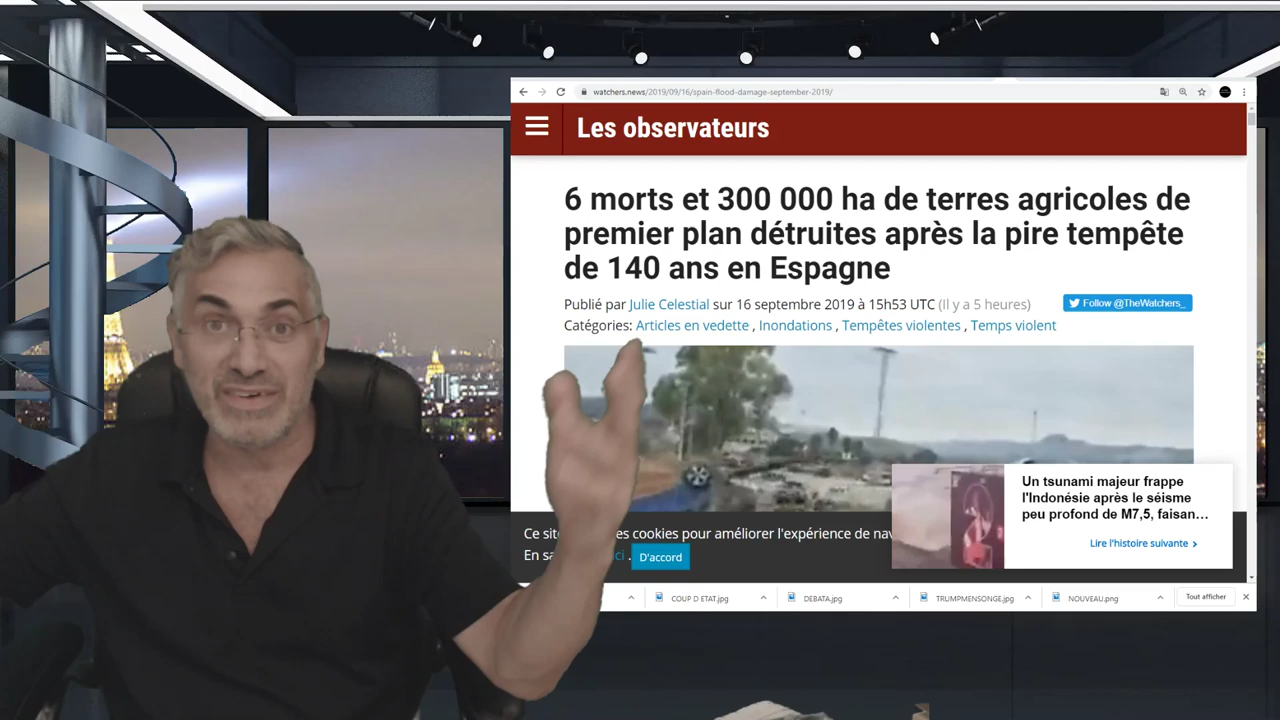 watchers.news/2019/09/16/spain-flood-damage-september-2019/
Les observateurs
6 morts et 300 000 ha de terres agricoles de
premier plan détruites après la pire tempête
de 140 ans en Espagne
Publié par Julie Celestial sur 16 septembre 2019 à 15h53 UTC (Il y a 5 heures)
Follow @TheWatchers_
Catégories: Articles en vedette , Inondations , Tempêtes violentes , Temps violent
Un tsunami majeur frappe
l'Indonésie après le séisme
peu profond de M7,5, faisan...
Lire l'histoire suivante
Ce site es cookies pour améliorer l'expérience de nav
En sa ci .
D'accord
COUP D ETAT.jpg
DEBATA.jpg
TRUMPMENSONGE.jpg
NOUVEAU.png
Tout afficher